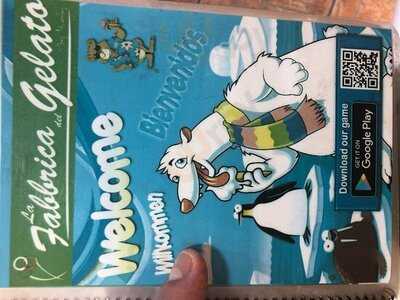 La
Fabbrica del
Gelato
Bienvenidos
Welcome
Willkommen
Download our game
GET IT ON
Google Play